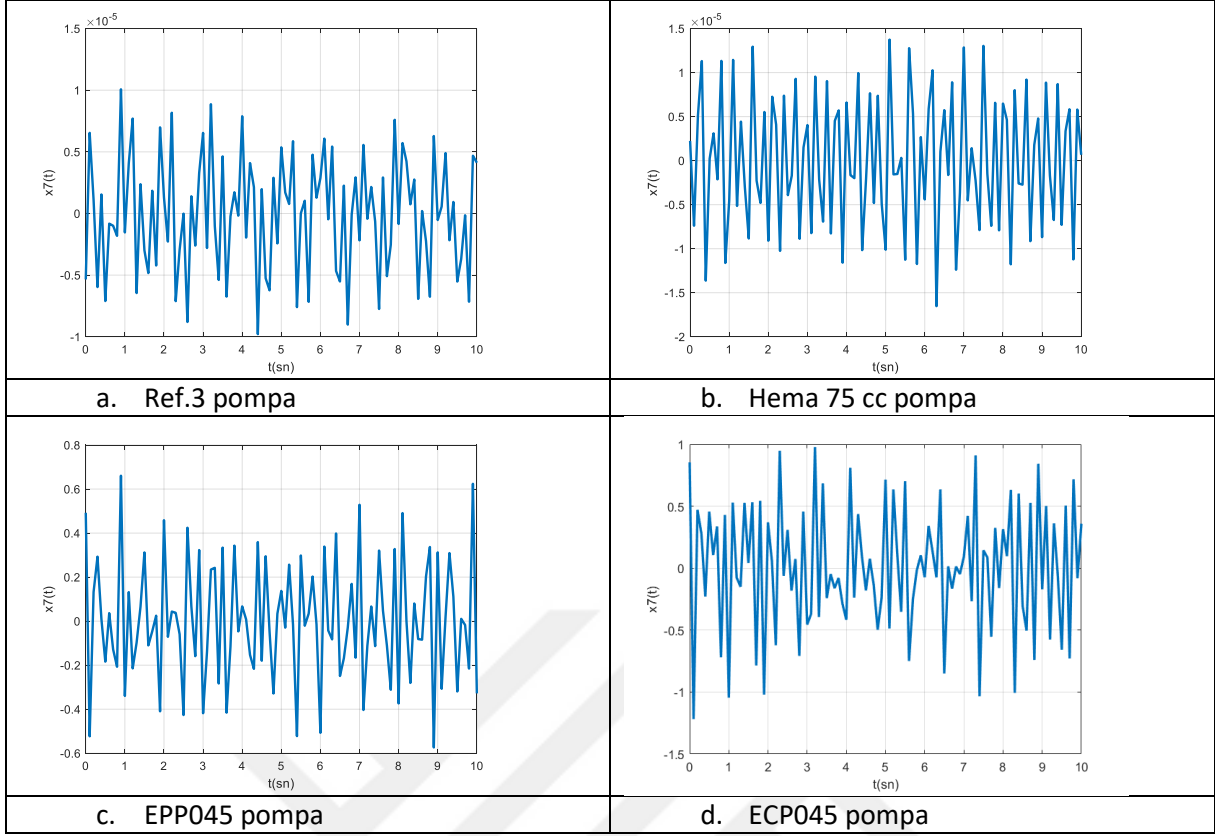 ×10-5
1.5
1
0.5
0
-0.5
-1
x7(t)
0 1 2 3 4 5 6 7 8 9 10
t(sn)
×10-5
1.5
1
0.5
0
-0.5
-1
-1.5
-2
x7(t)
0 1 2 3 4 5 6 7 8 9 10
t(sn)
a. Ref.3 pompa
b. Hema 75 cc pompa
0.8
0.6
0.4
0.2
0
-0.2
-0.4
-0.6
x7(t)
0 1 2 3 4 5 6 7 8 9 10
t(sn)
1
0.5
0
-0.5
-1
-1.5
x7(t)
0 1 2 3 4 5 6 7 8 9 10
t(sn)
c. EPP045 pompa
d. ECP045 pompa